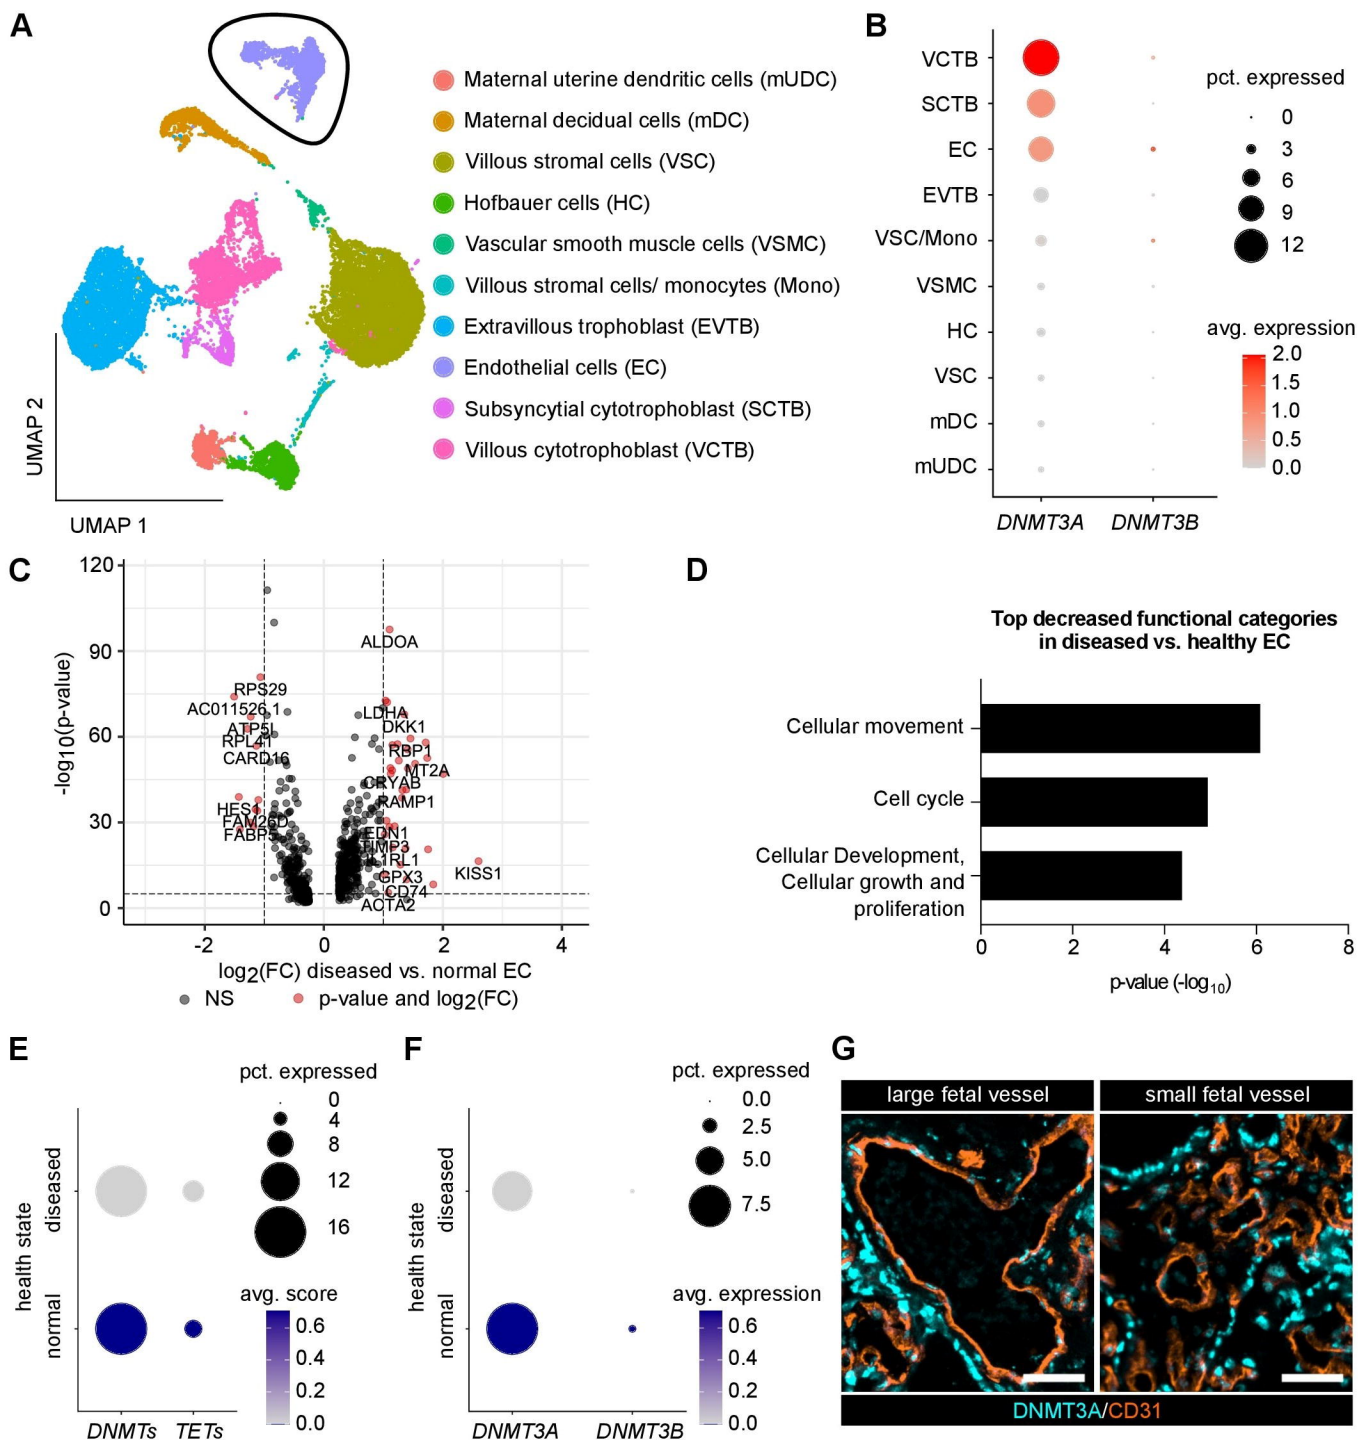 A
Maternal uterine dendritic cells (mUDC)
Maternal decidual cells (mDC)
Villous stromal cells (VSC)
Hofbauer cells (HC)
Vascular smooth muscle cells (VSMC)
Villous stromal cells/ monocytes (Mono)
Extravillous trophoblast (EVTB)
Endothelial cells (EC)
Subsyncytial cytotrophoblast (SCTB)
Villous cytotrophoblast (VCTB)
UMAP 2
UMAP 1
B
VCTB
SCTB
EC
EVTB
VSC/Mono
VSMC
HC
VSC
mDC
mUDC
DNMT3A
DNMT3B
pct. expressed
0
3
6
9
12
avg. expression
2.0
1.5
1.0
0.5
0.0
C
-log10(p-value)
120
90
60
30
0
ALDOA
RPS29
AC011526.1
LDHA
DKK1
ATP5I
RPL41
RBP1
CARD16
MT2A
CRYAB
RAMP1
HES1
FAM26D
FABP5
EDN1
TIMP3
IL1RL1
KISS1
GPX3
CD74
ACTA2
-2
0
2
4
log2(FC) diseased vs. normal EC
NS
p-value and log2(FC)
D
Top decreased functional categories
in diseased vs. healthy EC
Cellular movement
Cell cycle
Cellular Development,
Cellular growth and
proliferation
0
2
4
6
8
p-value (-log10)
E
health state
diseased
normal
DNMTs
TETs
pct. expressed
0
4
8
12
16
avg. score
0.6
0.4
0.2
0.0
F
health state
diseased
normal
DNMT3A
DNMT3B
pct. expressed
0.0
2.5
5.0
7.5
avg. expression
0.6
0.4
0.2
0.0
G
large fetal vessel
small fetal vessel
DNMT3A/CD31